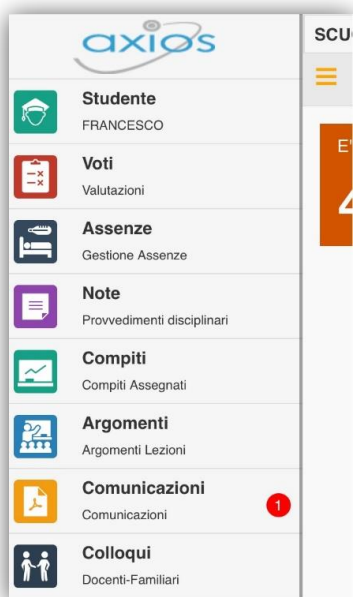 axios
Studente
FRANCESCO
Voti
Valutazioni
Assenze
Gestione Assenze
Note
Provvedimenti disciplinari
Compiti
Compiti Assegnati
Argomenti
Argomenti Lezioni
Comunicazioni
Comunicazioni
1
Colloqui
Docenti-Familiari
E'